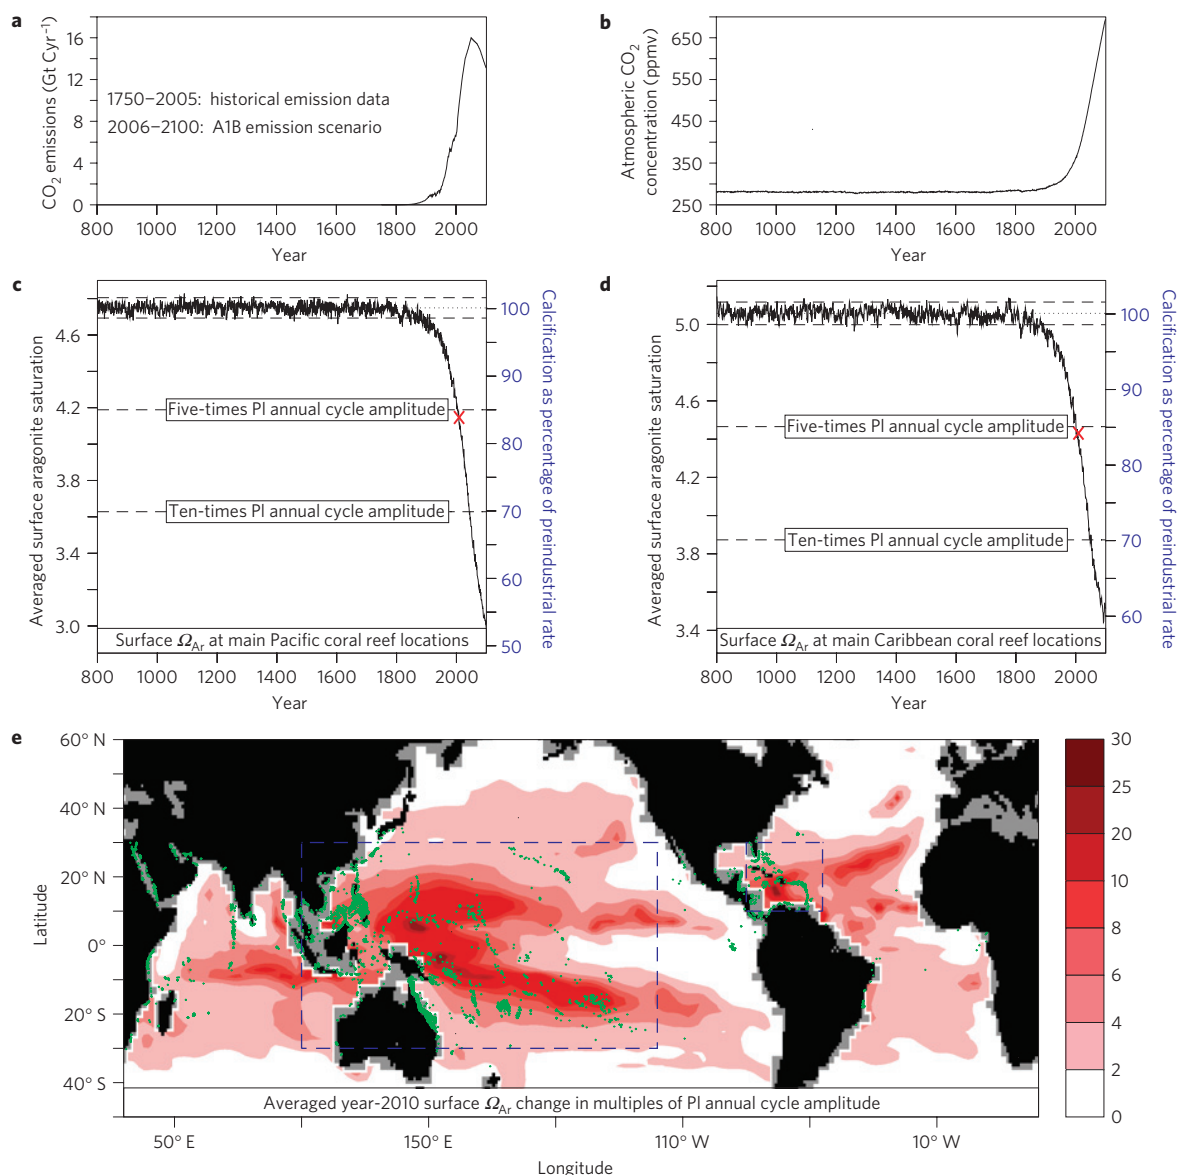 a
CO2 emissions (Gt Cyr−1)
16
12
8
4
0
1750–2005: historical emission data
2006–2100: A1B emission scenario
800 1000 1200 1400 1600 1800 2000
Year
b
Atmospheric CO2
concentration (ppmv)
650
550
450
350
250
800 1000 1200 1400 1600 1800 2000
Year
c
Averaged surface aragonite saturation
4.6
4.2
3.8
3.4
3.0
Five-times PI annual cycle amplitude
Ten-times PI annual cycle amplitude
Surface ΩAr at main Pacific coral reef locations
100
90
80
70
60
50
Calcification as percentage
of preindustrial rate
800 1000 1200 1400 1600 1800 2000
Year
d
Averaged surface aragonite saturation
5.0
4.6
4.2
3.8
3.4
Five-times PI annual cycle amplitude
Ten-times PI annual cycle amplitude
Surface ΩAr at main Caribbean coral reef locations
100
90
80
70
60
Calcification as percentage
of preindustrial rate
800 1000 1200 1400 1600 1800 2000
Year
e
Latitude
60° N
40° N
20° N
0°
20° S
40° S
Averaged year-2010 surface ΩAr change in multiples of PI annual cycle amplitude
50° E 150° E 110° W 10° W
Longitude
30
25
20
10
8
6
4
2
0